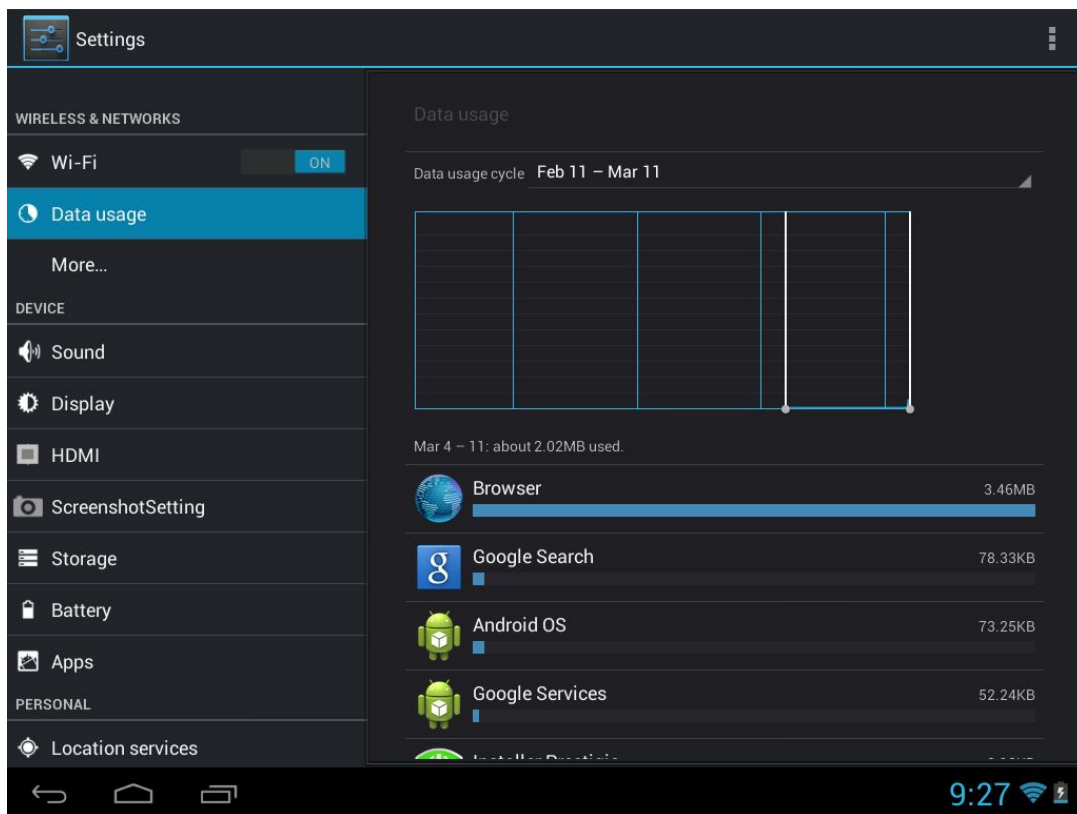 Settings
WIRELESS & NETWORKS
Wi-Fi
ON
Data usage
More...
DEVICE
Sound
Display
HDMI
ScreenshotSetting
Storage
Battery
Apps
PERSONAL
Location services
Data usage
Data usage cycle Feb 11 – Mar 11
Mar 4 – 11: about 2.02MB used.
Browser 3.46MB
Google Search 78.33KB
g
Android OS 73.25KB
Google Services 52.24KB
9:27